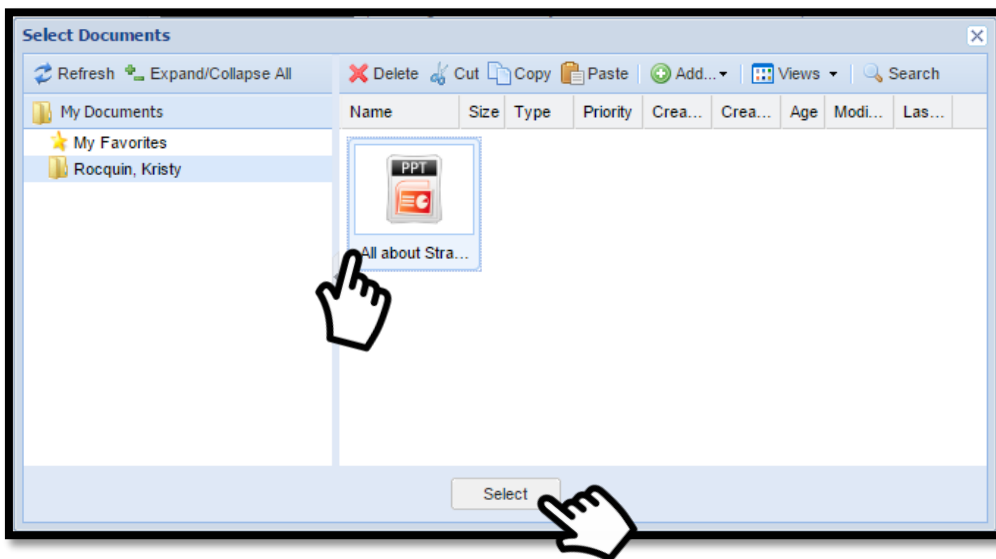 Select Documents
Refresh Expand/Collapse All
Delete Cut Copy Paste Add... Views Search
My Documents
Name Size Type Priority Crea... Crea... Age Modi... Las...
My Favorites
Rocquin, Kristy
PPT
All about Stra...
Select